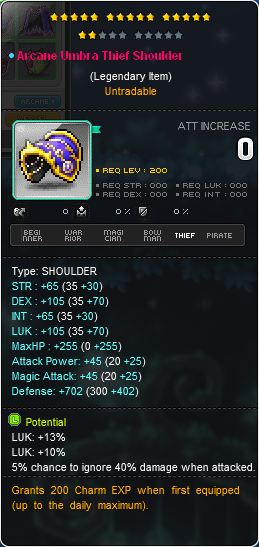 Arcane Umbra Thief Shoulder
(Legendary Item)
Untradable
ATT INCREASE
0
REQ LEV : 200
REQ STR : 000 REQ LUK : 000
REQ DEX : 000 REQ INT : 000
0 0 % 0 %
BEGINNER WARRIOR MAGICIAN BOWMAN THIEF PIRATE
Type: SHOULDER
STR : +65 (35 +30)
DEX : +105 (35 +70)
INT : +65 (35 +30)
LUK : +105 (35 +70)
MaxHP : +255 (0 +255)
Attack Power: +45 (20 +25)
Magic Attack: +45 (20 +25)
Defense: +702 (300 +402)
L Potential
LUK: +13%
LUK: +10%
5% chance to ignore 40% damage when attacked.
Grants 200 Charm EXP when first equipped
(up to the daily maximum).